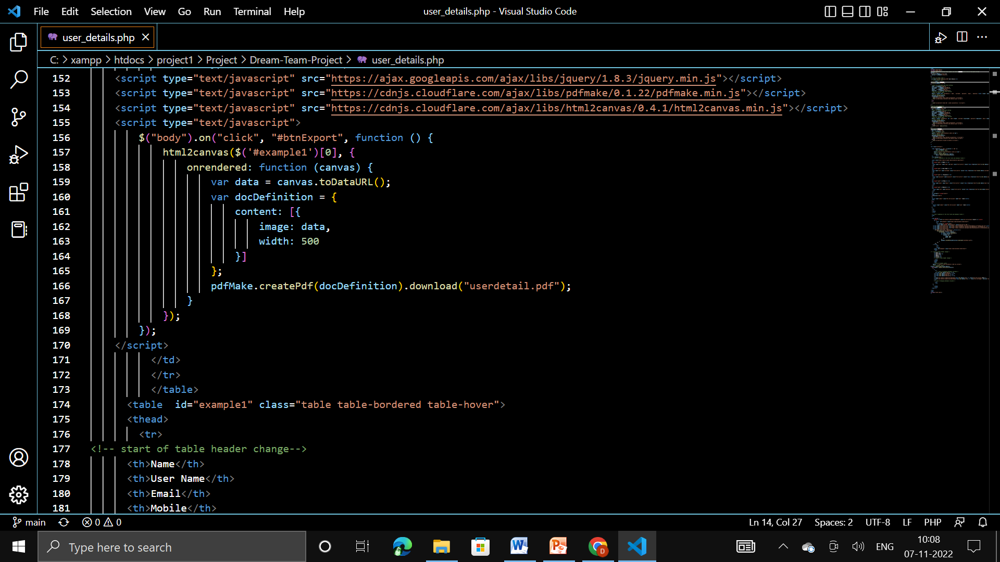 File Edit Selection View Go Run Terminal Help user_details.php - Visual Studio Code
user_details.php
C: > xampp > htdocs > project1 > Project > Dream-Team-Project > user_details.php
152 <script type="text/javascript" src="https://ajax.googleapis.com/ajax/libs/jquery/1.8.3/jquery.min.js"></script>
153 <script type="text/javascript" src="https://cdnjs.cloudflare.com/ajax/libs/pdfmake/0.1.22/pdfmake.min.js"></script>
154 <script type="text/javascript" src="https://cdnjs.cloudflare.com/ajax/libs/html2canvas/0.4.1/html2canvas.min.js"></script>
155 <script type="text/javascript">
156 $("body").on("click", "#btnExport", function () {
157 html2canvas($('#example1')[0], {
158 onrendered: function (canvas) {
159 var data = canvas.toDataURL();
160 var docDefinition = {
161 content: [{
162 image: data,
163 width: 500
164 }]
165 };
166 pdfMake.createPdf(docDefinition).download("userdetail.pdf");
167 }
168 });
169 });
170 </script>
171 </td>
172 </tr>
173 </table>
174 <table  id="example1" class="table table-bordered table-hover">
175 <thead>
176 <tr>
177 <!-- start of table header change-->
178 <th>Name</th>
179 <th>User Name</th>
180 <th>Email</th>
181 <th>Mobile</th>
main 0 0 Ln 14, Col 27 Spaces: 2 UTF-8 LF PHP
Type here to search
ENG
10:08
07-11-2022